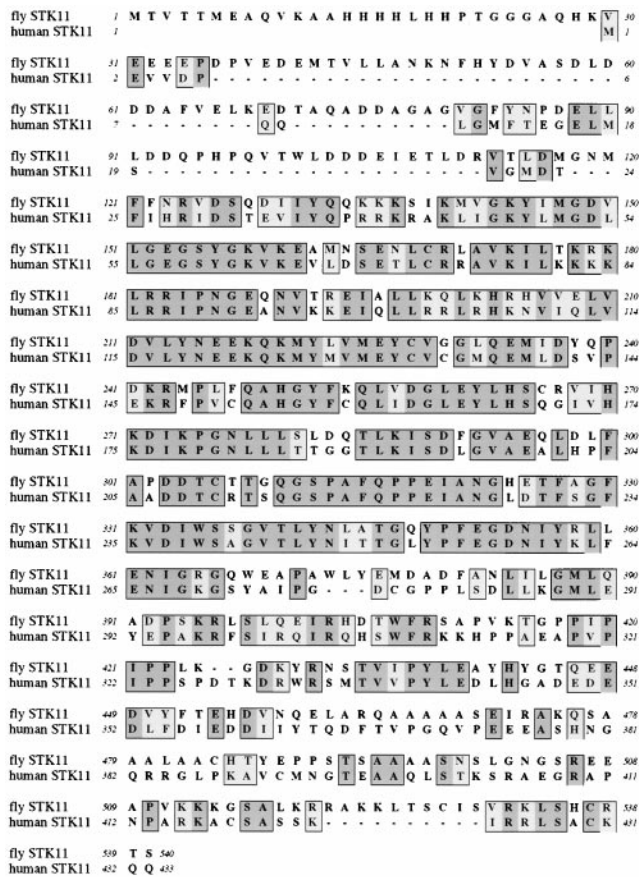 fly STK11 1 M T V T T M E A Q V K A A H H H H L H H P T G G G A Q H K V 30
human STK11 1 M 1
fly STK11 31 E E E E P D P V E D E M T V L L A N K N F H Y D V A S D L D 60
human STK11 2 E V V D P - - - - - - - - - - - - - - - - - - - - - - - - - 6
fly STK11 61 D D A F V E L K E D T A Q A D D A G A G V G F Y N P D E L L 90
human STK11 7 - - - - - - - - Q Q - - - - - - - - - - L G M F T E G E L M 18
fly STK11 91 L D D Q P H P Q V T W L D D D E I E T L D R V T L D M G N M 120
human STK11 19 S - - - - - - - - - - - - - - - - - - - - - V G M D T - - - 24
fly STK11 121 F F N R V D S Q D I I Y Q Q K K K S I K M V G K Y I M G D V 150
human STK11 25 F I H R I D S T E V I Y Q P R R K R A K L I G K Y L M G D L 54
fly STK11 151 L G E G S Y G K V K E A M N S E N L C R L A V K I L T K R K 180
human STK11 55 L G E G S Y G K V K E V L D S E T L C R R A V K I L K K K K 84
fly STK11 181 L R R I P N G E Q N V T R E I A L L K Q L K H R H V V E L V 210
human STK11 85 L R R I P N G E A N V K K E I Q L L R R L R H K N V I Q L V 114
fly STK11 211 D V L Y N E E K Q K M Y L V M E Y C V G G L Q E M I D Y Q P 240
human STK11 115 D V L Y N E E K Q K M Y M V M E Y C V C G M Q E M L D S V P 144
fly STK11 241 D K R M P L F Q A H G Y F K Q L V D G L E Y L H S C R V I H 270
human STK11 145 E K R F P V C Q A H G Y F C Q L I D G L E Y L H S Q G I V H 174
fly STK11 271 K D I K P G N L L L S L D Q T L K I S D F G V A E Q L D L F 300
human STK11 175 K D I K P G N L L L T T G G T L K I S D L G V A E A L H P F 204
fly STK11 301 A P D D T C T T G Q G S P A F Q P P E I A N G H E T F A G F 330
human STK11 205 A A D D T C R T S Q G S P A F Q P P E I A N G L D T F S G F 234
fly STK11 331 K V D I W S S G V T L Y N L A T G Q Y P F E G D N I Y R L L 360
human STK11 235 K V D I W S A G V T L Y N I T T G L Y P F E G D N I Y K L F 264
fly STK11 361 E N I G R G Q W E A P A W L Y E M D A D F A N L I L G M L Q 390
human STK11 265 E N I G K G S Y A I P G - - D C G P P L S D L L K G M L E 291
fly STK11 391 A D P S K R L S L Q E I R H D T W F R S A P V K T G P P I P 420
human STK11 292 Y E P A K R F S I R Q I R Q H S W F R K K H P P A E A P V P 321
fly STK11 421 I P P L K - - G D K Y R N S T V I P Y L E A Y H Y G T Q E E 448
human STK11 322 I P P S P D T K D R W R S M T V V P Y L E D L H G A D E D E 351
fly STK11 449 D V Y F T E H D V N Q E L A R Q A A A A A S E I R A K Q S A 478
human STK11 352 D L F D I E D D I I Y T Q D F T V P G Q V P E E E A S H N G 381
fly STK11 479 A A L A A C H T Y E P P S T S A A A A S N S L G N G S R E E 508
human STK11 382 Q R R G L P K A V C M N G T E A A Q L S T K S R A E G R A P 411
fly STK11 509 A P V K K K G S A L K R R A K K L T S C I S V R K L S H C R 538
human STK11 412 N P A R K A C S A S S K - - - - - - - - - - I R R L S A C K 431
fly STK11 539 T S 540
human STK11 432 Q Q 433